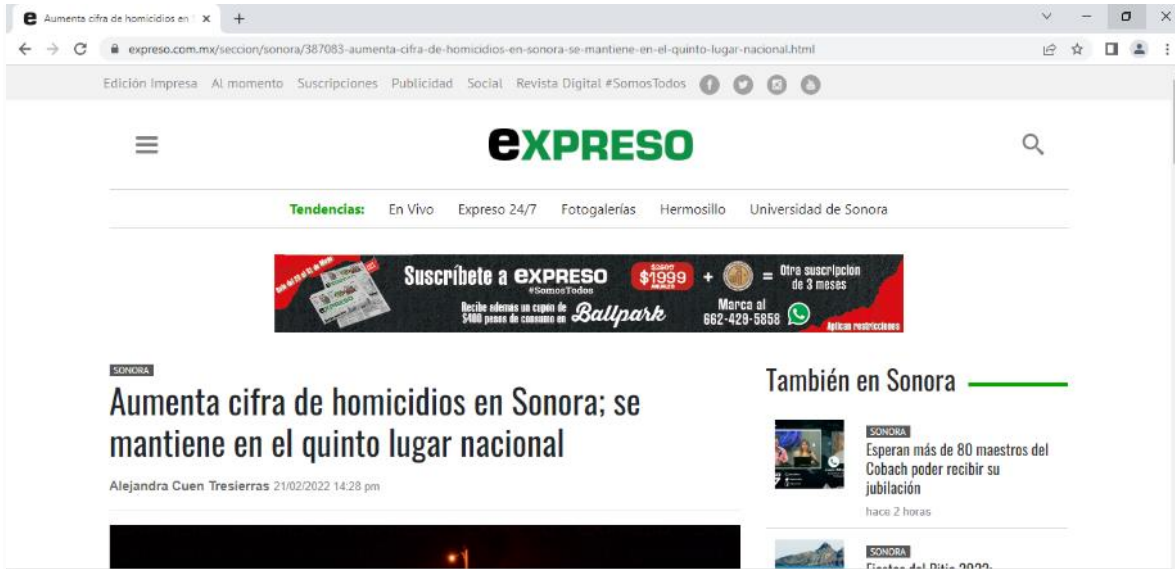 Aumenta cifra de homicidios en
expreso.com.mx/seccion/sonora/387083-aumenta-cifra-de-homicidios-en-sonora-se-mantiene-en-el-quinto-lugar-nacional.html
Edición Impresa Al momento Suscripciones Publicidad Social Revista Digital #SomosTodos
eXPRESO
Tendencias: En Vivo Expreso 24/7 Fotogalerías Hermosillo Universidad de Sonora
Suscríbete a eXPRESO
#SomosTodos
$1999 + = Otra suscripcion
de 3 meses
Recibe además un cupón de
$400 pesos de consumo en Ballpark
Marca al
662-429-5858
Aplican restricciones
SONORA
Aumenta cifra de homicidios en Sonora; se
mantiene en el quinto lugar nacional
Alejandra Cuen Tresierras 21/02/2022 14:28 pm
También en Sonora
SONORA
Esperan más de 80 maestros del
Cobach poder recibir su
jubilación
hace 2 horas
SONORA
Fiestas del Pitic 2022: